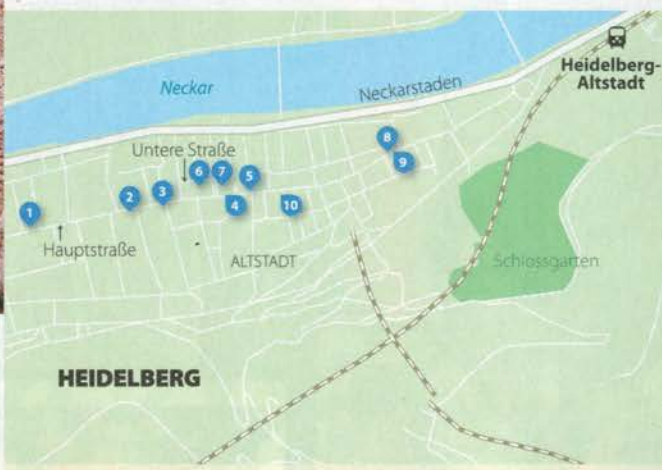 Neckar
Neckarstaden
Heidelberg-
Altstadt
Untere Straße
8
9
6
7
5
1
2
3
4
10
Hauptstraße
ALTSTADT
Schlossgarten
HEIDELBERG